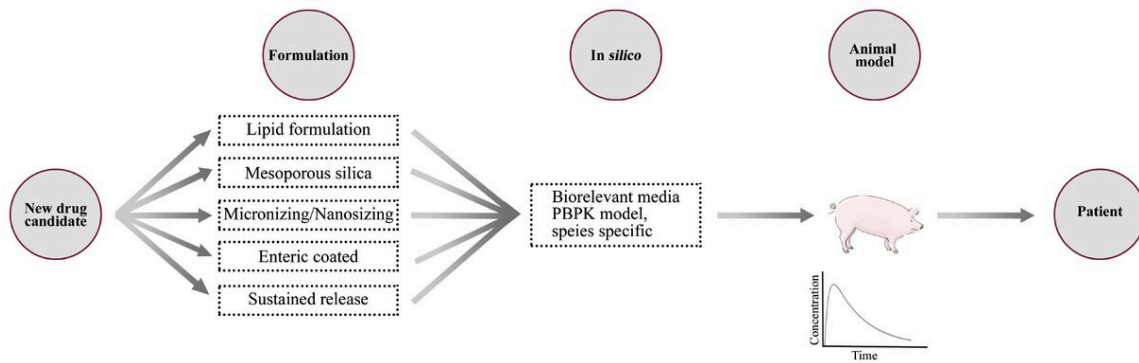 Formulation
In silico
Animal
model
New drug
candidate
Lipid formulation
Mesoporous silica
Micronizing/Nanosizing
Enteric coated
Sustained release
Biorelevant media
PBPK model,
speies specific
Patient
Concentration
Time